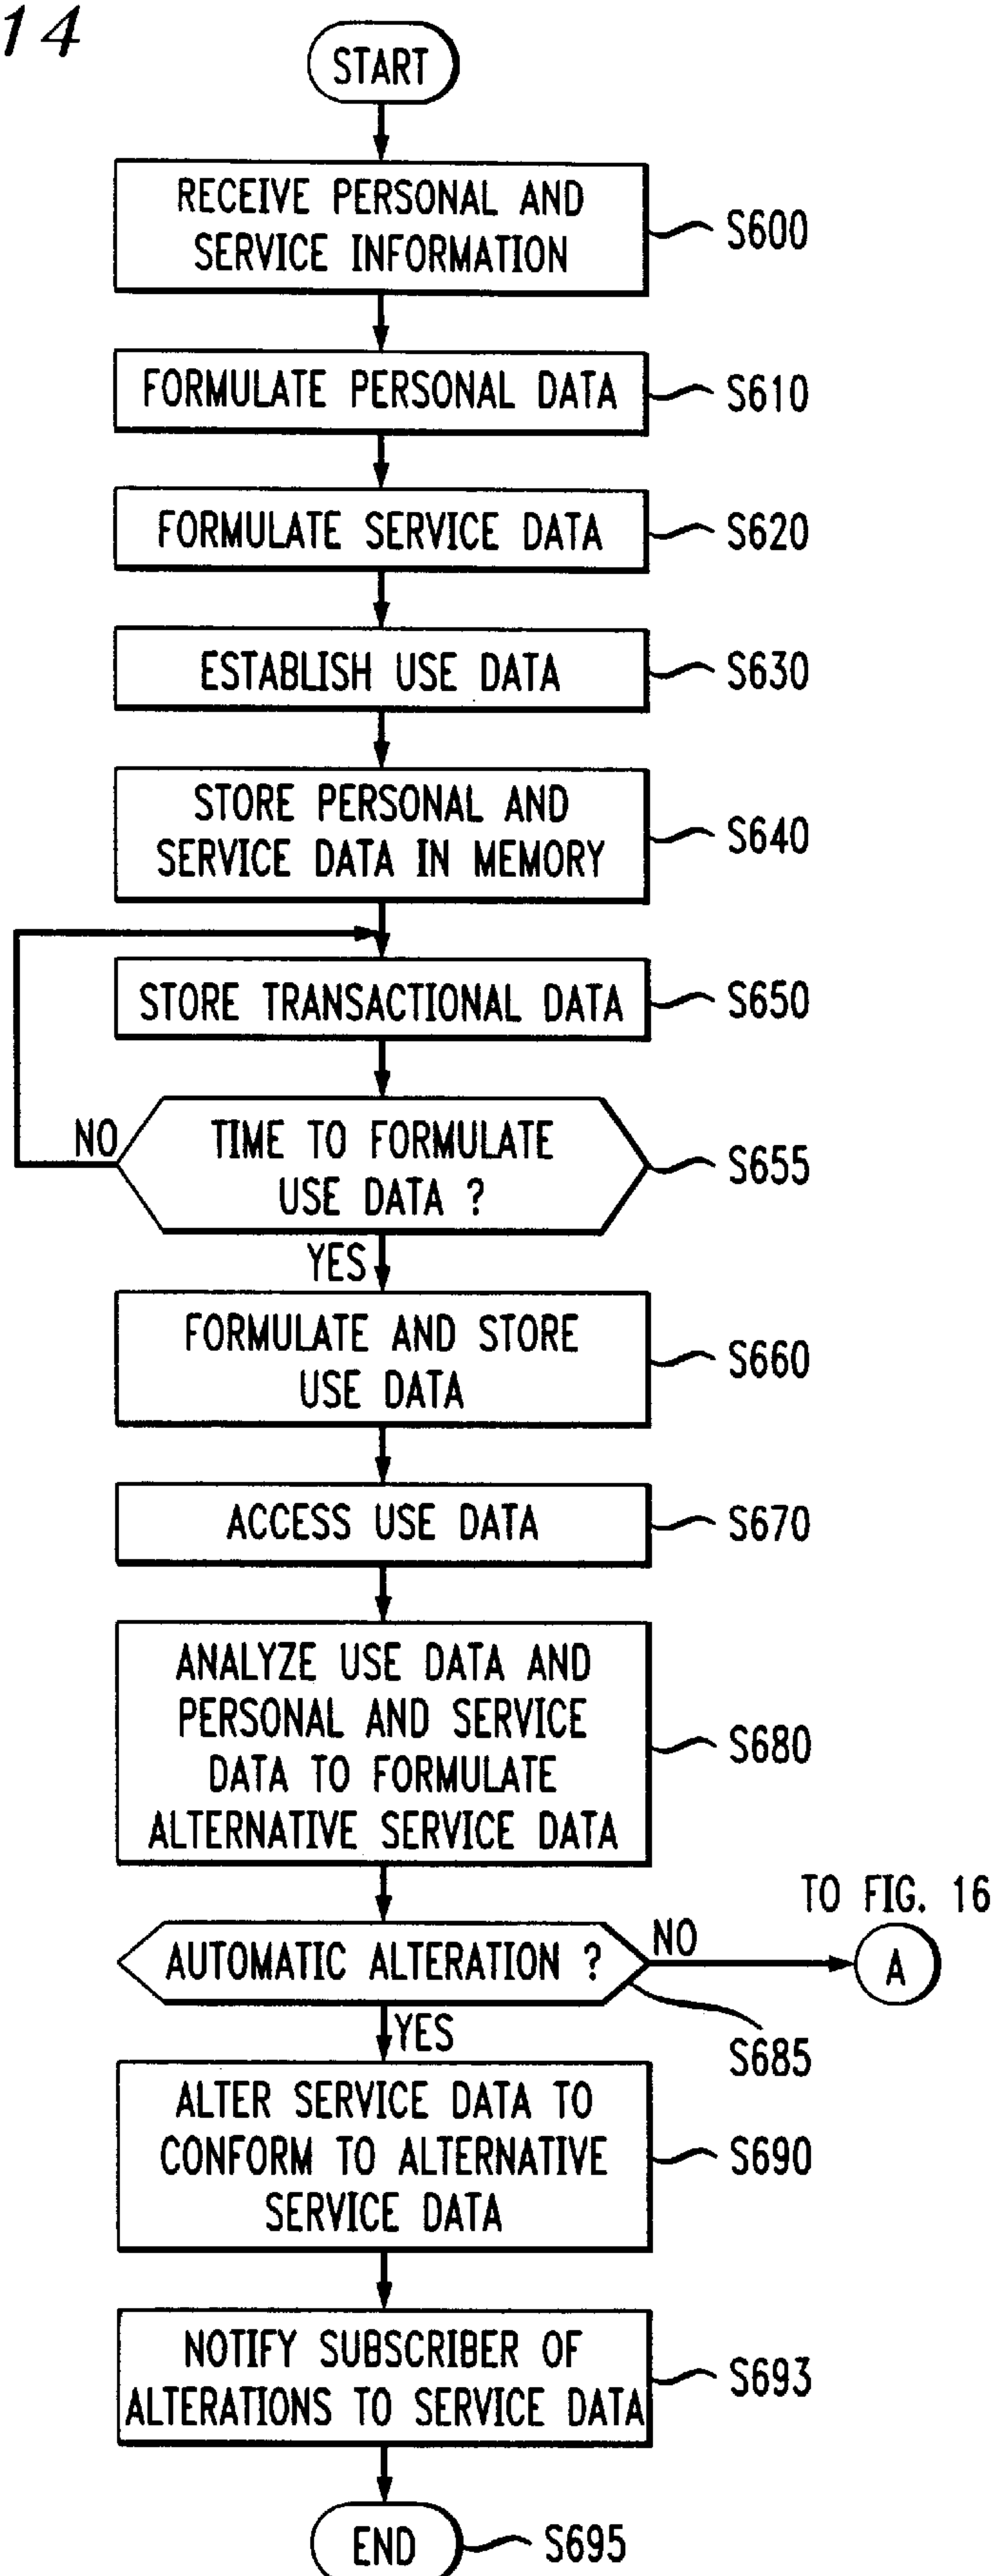 14
START
RECEIVE PERSONAL AND
SERVICE INFORMATION
S600
FORMULATE PERSONAL DATA
S610
FORMULATE SERVICE DATA
S620
ESTABLISH USE DATA
S630
STORE PERSONAL AND
SERVICE DATA IN MEMORY
S640
STORE TRANSACTIONAL DATA
S650
NO
TIME TO FORMULATE
USE DATA ?
S655
YES
FORMULATE AND STORE
USE DATA
S660
ACCESS USE DATA
S670
ANALYZE USE DATA AND
PERSONAL AND SERVICE
DATA TO FORMULATE
ALTERNATIVE SERVICE DATA
S680
TO FIG. 16
AUTOMATIC ALTERATION ?
NO
A
S685
YES
ALTER SERVICE DATA TO
CONFORM TO ALTERNATIVE
SERVICE DATA
S690
NOTIFY SUBSCRIBER OF
ALTERATIONS TO SERVICE DATA
S693
END
S695